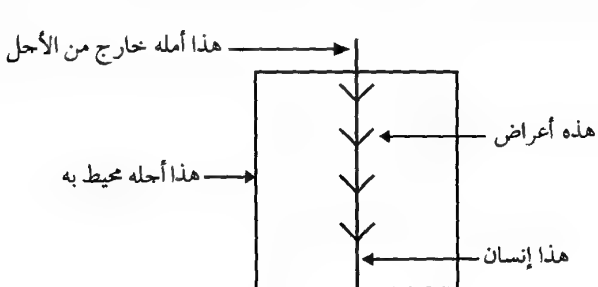 هذا أمله خارج من الأجل
هذه أعراض
هذا أجله محيط به
هذا إنسان